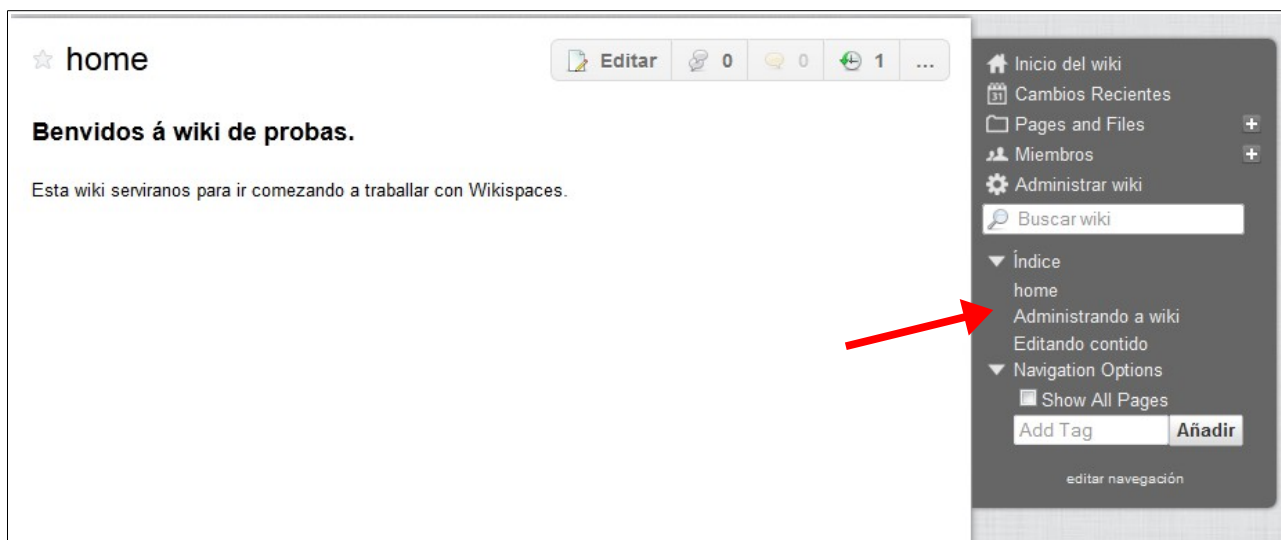 home
Editar 0 0 1 ...
Benvidos á wiki de probas.
Esta wiki serviranos para ir comezando a traballar con Wikispaces.
Inicio del wiki
31 Cambios Recientes
Pages and Files +
Miembros +
Administrar wiki
Buscar wiki
Índice
home
Administrando a wiki
Editando contido
Navigation Options
Show All Pages
Add Tag Añadir
editar navegación